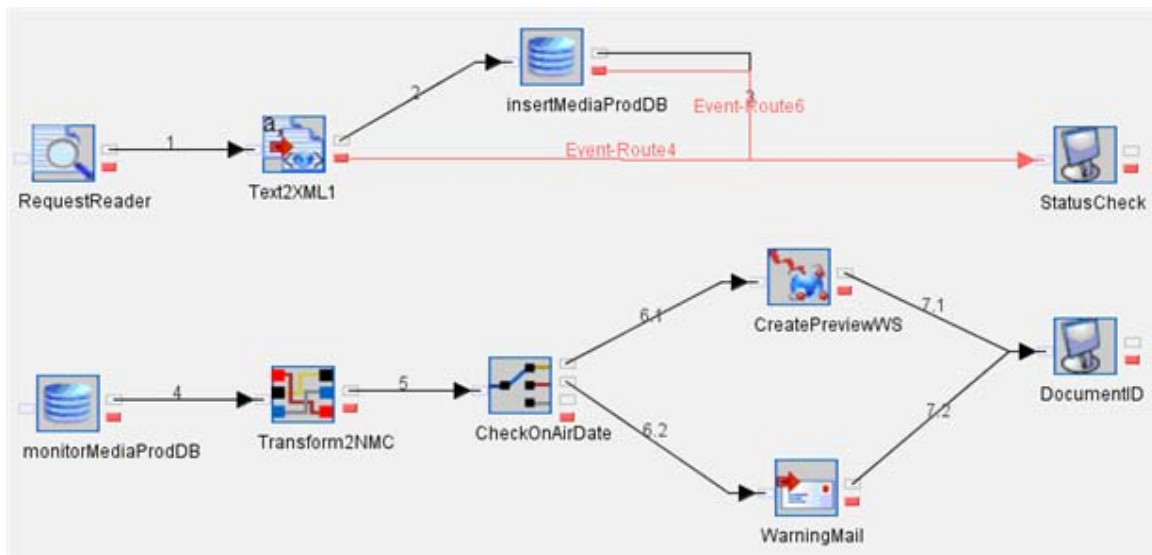 insertMediaProdDB
2
3
Event-Route6
1
a,
Event-Route4
RequestReader
Text2XML1
StatusCheck
6.1
CreatePreviewWS
7.1
4
5
DocumentID
monitorMediaProdDB
Transform2NMC
CheckOnAirDate
6.2
7.2
WarningMail